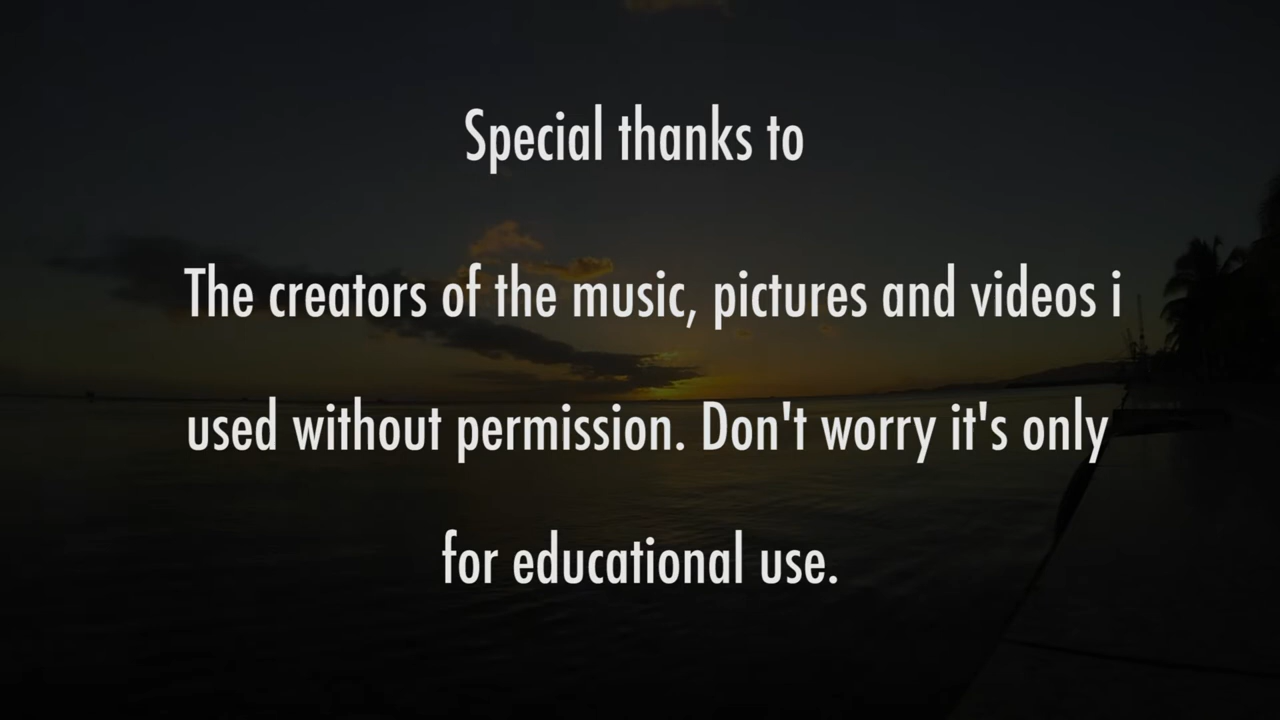 Special thanks to
The creators of the music, pictures and videos i
used without permission. Don't worry it's only
for educational use.